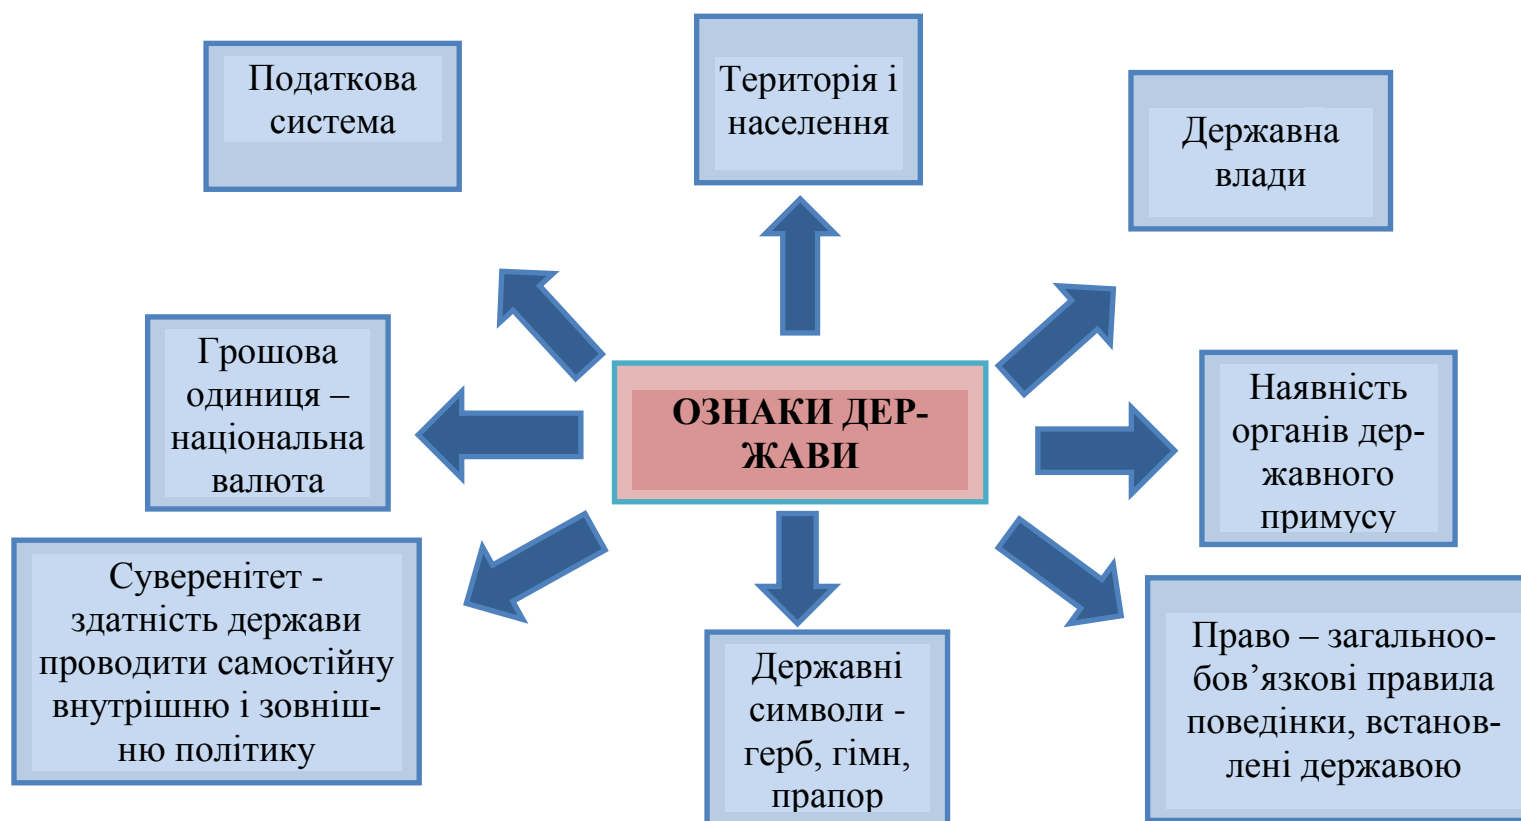 Податкова
система
Територія і
населення
Державна
влади
Грошова
одиниця –
національна
валюта
ОЗНАКИ ДЕР-
ЖАВИ
Наявність
органів дер-
жавного
примусу
Суверенітет -
здатність держави
проводити самостійну
внутрішню і зовніш-
ню політику
Державні
символи -
герб, гімн,
прапор
Право – загальноо-
бов’язкові правила
поведінки, встанов-
лені державою